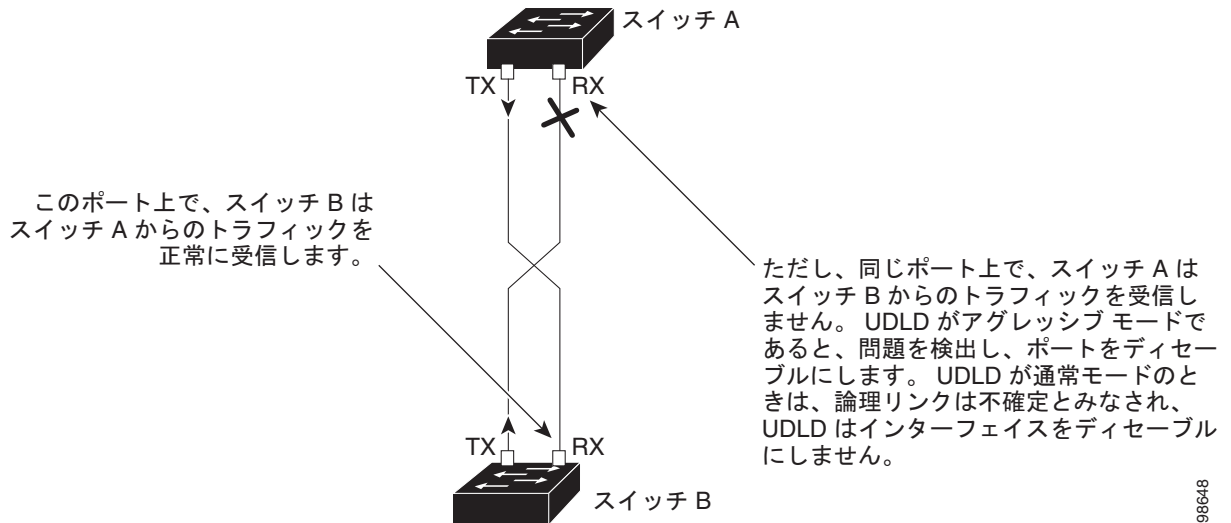 スイッチ A
TX
RX
このポート上で、スイッチ B は
スイッチ A からのトラフィックを
正常に受信します。
ただし、同じポート上で、スイッチ A は
スイッチ B からのトラフィックを受信し
ません。 UDLD がアグレッシブ モードで
あると、問題を検出し、ポートをディセー
ブルにします。 UDLD が通常モードのと
きは、論理リンクは不確定とみなされ、
UDLD はインターフェイスをディセーブル
にしません。
TX
RX
スイッチ B
98648